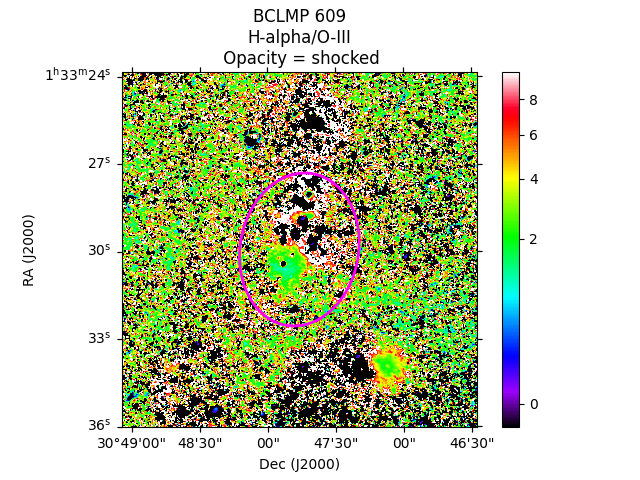 BCLMP 609
H-alpha/O-III
Opacity = shocked
1ʰ33ᵐ24ˢ
27ˢ
30ˢ
33ˢ
36ˢ
RA (J2000)
30°49'00" 48'30" 00" 47'30" 00" 46'30"
Dec (J2000)
8
6
4
2
0